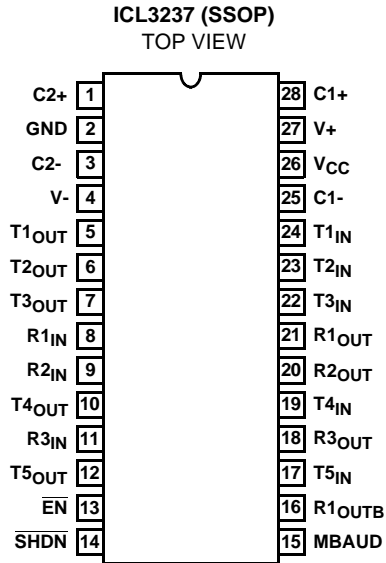 ICL3237 (SSOP)
TOP VIEW
C2+ 1 28 C1+
GND 2 27 V+
C2- 3 26 VCC
V- 4 25 C1-
T1OUT 5 24 T1IN
T2OUT 6 23 T2IN
T3OUT 7 22 T3IN
R1IN 8 21 R1OUT
R2IN 9 20 R2OUT
T4OUT 10 19 T4IN
R3IN 11 18 R3OUT
T5OUT 12 17 T5IN
EN 13 16 R1OUTB
SHDN 14 15 MBAUD